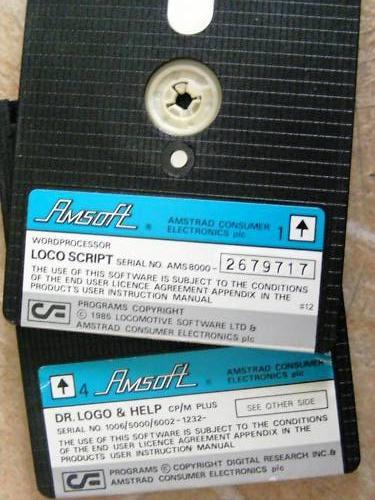 Amsoft ® AMSTRAD CONSUMER
ELECTRONICS plc 1
WORDPROCESSOR
LOCO SCRIPT SERIAL NO. AMS 8000- 2679717
THE USE OF THIS SOFTWARE IS SUBJECT TO THE CONDITIONS
OF THE END USER LICENCE AGREEMENT APPENDIX IN THE
PRODUCTS USER INSTRUCTION MANUAL #12
PROGRAMS COPYRIGHT
© 1985 LOCOMOTIVE SOFTWARE LTD &
AMSTRAD CONSUMER ELECTRONICS plc
4 Amsoft ® AMSTRAD CONSUMER
ELECTRONICS plc
DR. LOGO & HELP CP/M PLUS SEE OTHER SIDE
SERIAL NO. 1006/5000/6002-1232-
THE USE OF THIS SOFTWARE IS SUBJECT TO THE CONDITIONS
OF THE END USER LICENCE AGREEMENT APPENDIX IN THE
PRODUCT'S USER INSTRUCTION MANUAL
PROGRAMS © COPYRIGHT DIGITAL RESEARCH INC. &
AMSTRAD CONSUMER ELECTRONICS plc